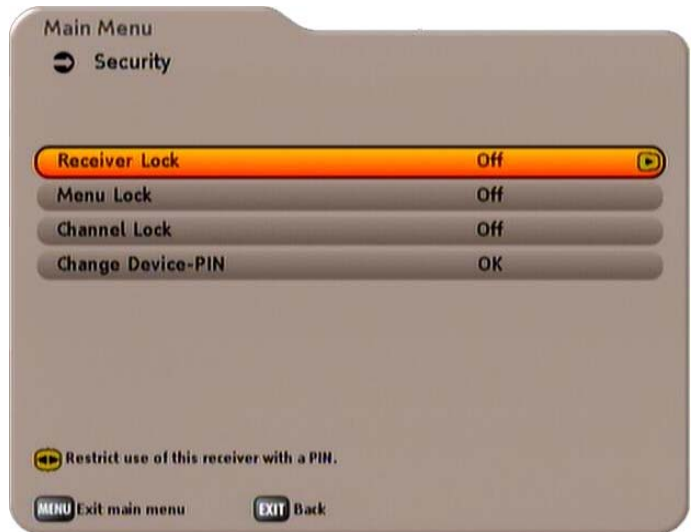 Main Menu
Security
Receiver Lock Off
Menu Lock Off
Channel Lock Off
Change Device-PIN OK
Restrict use of this receiver with a PIN.
MENU Exit main menu EXIT Back